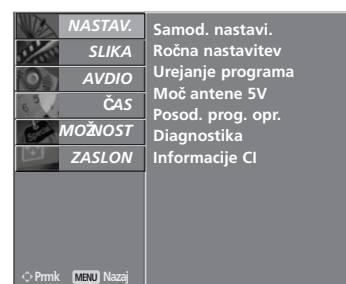 NASTAV.
SLIKA
AVDIO
ČAS
MOŽNOST
ZASLON
Samod. nastavi.
Ročna nastavitev
Urejanje programa
Moč antene 5V
Posod. prog. opr.
Diagnostika
Informacije CI
Prmk MENU Nazaj